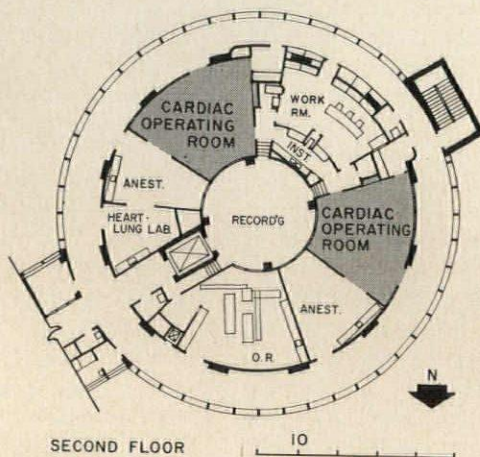 CARDIAC
OPERATING
ROOM
WORK
RM.
INST.
ANEST.
HEART-
LUNG LAB.
RECORD'G
CARDIAC
OPERATING
ROOM
ANEST.
O.R.
N
SECOND FLOOR
10